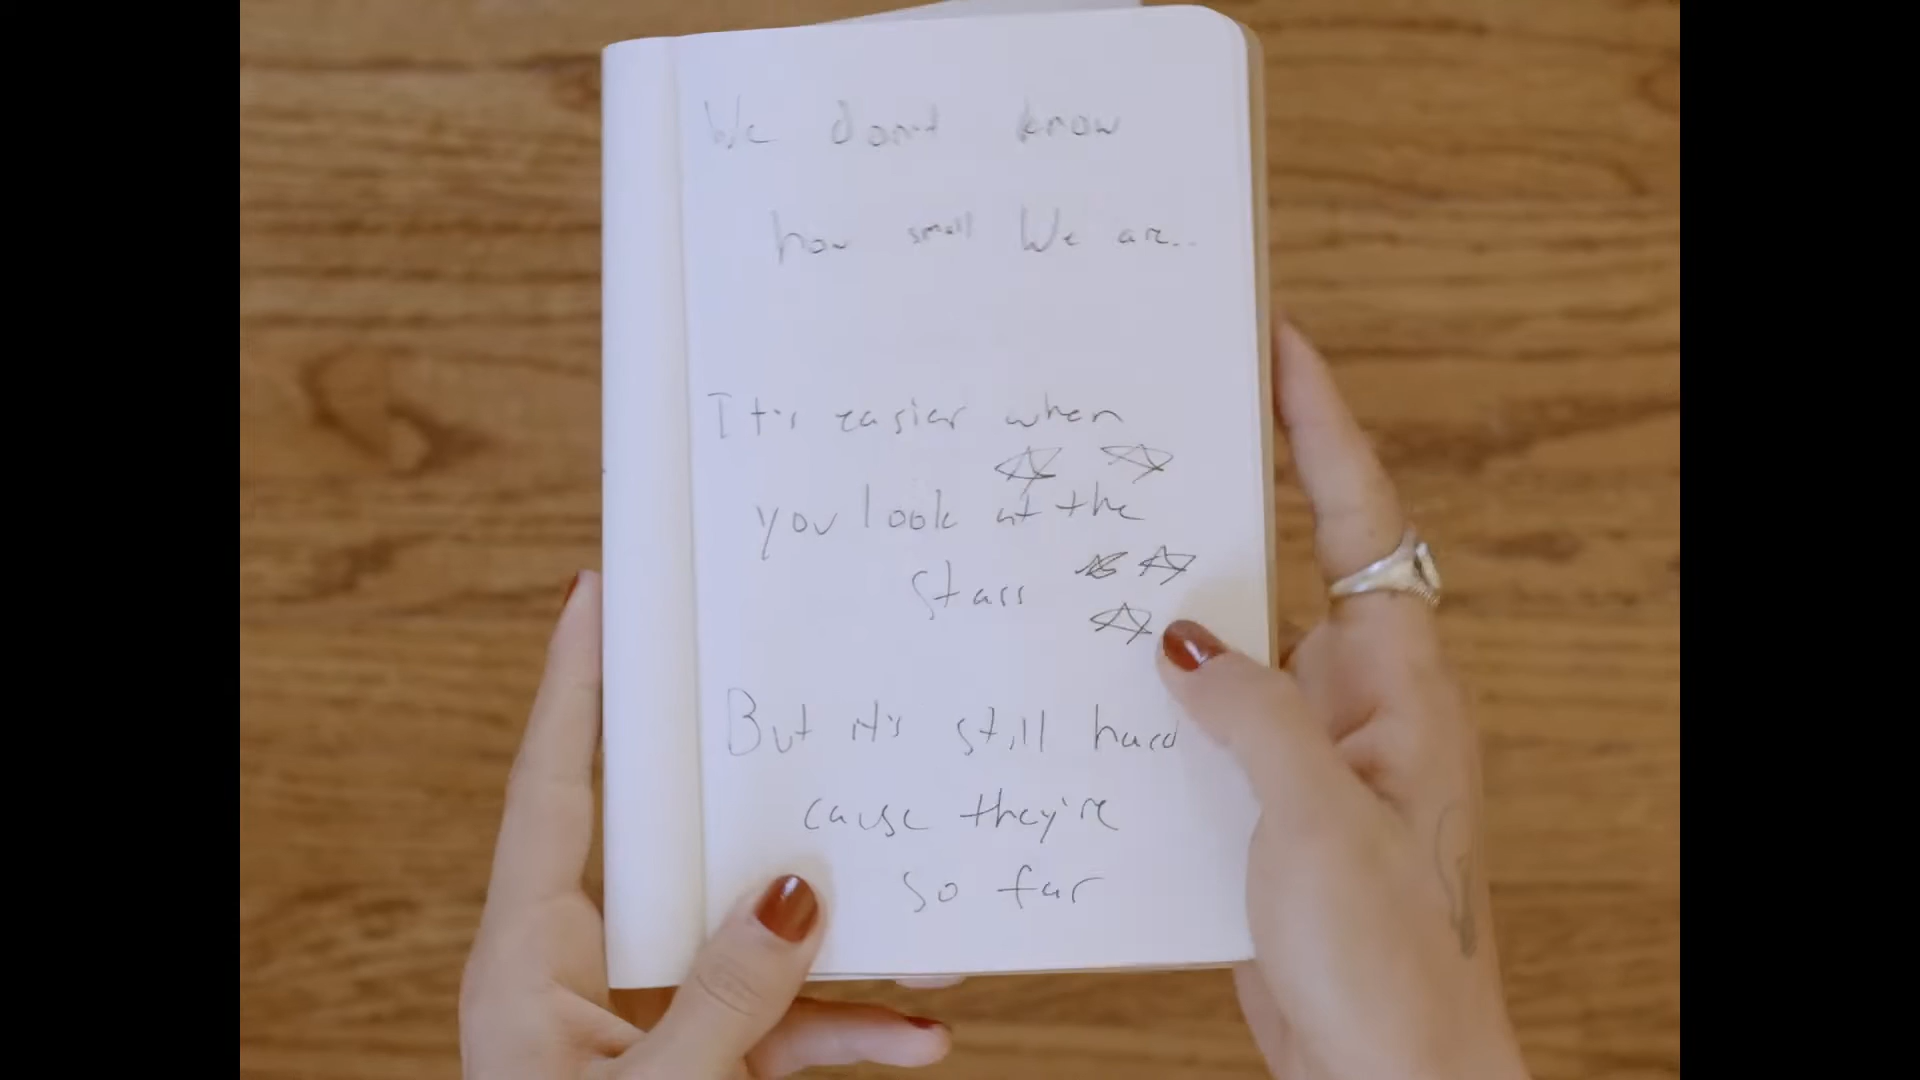 We don't know
how small We are..
It's easier when
you look at the
stars
But it's still hard
cause they're
so far